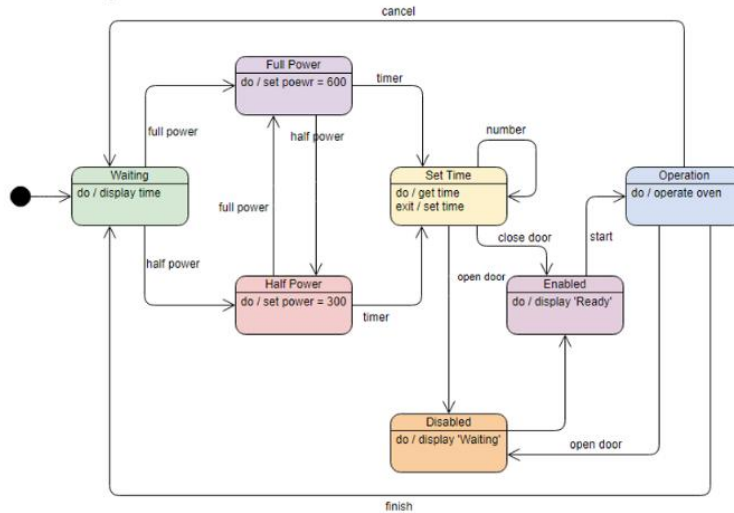 cancel
Full Power
do / set poewr = 600
timer
full power
half power
number
Waiting
do / display time
Set Time
do / get time
exit / set time
Operation
do / operate oven
full power
close door
start
half power
open door
Half Power
do / set power = 300
Enabled
do / display 'Ready'
timer
Disabled
do / display 'Waiting'
open door
finish